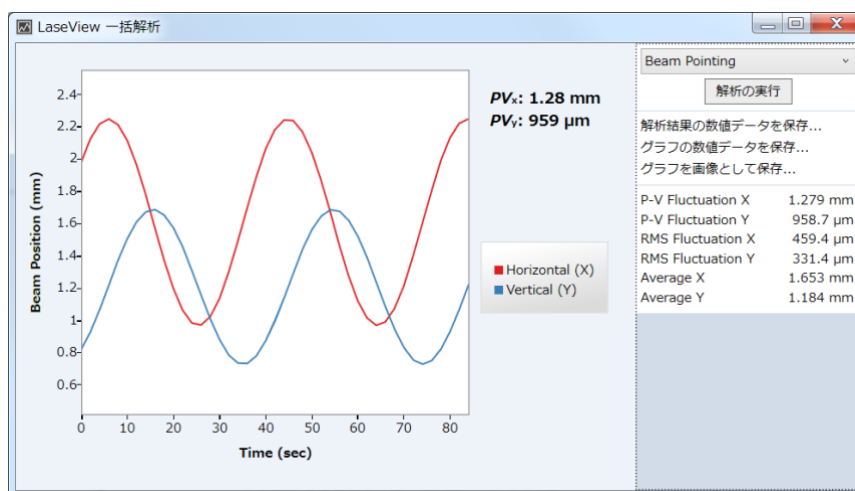 LaseView 一括解析
Beam Position (mm)
2.4
2.2
2
1.8
1.6
1.4
1.2
1
0.8
0.6
0 10 20 30 40 50 60 70 80
Time (sec)
PVx: 1.28 mm
PVy: 959 μm
Horizontal (X)
Vertical (Y)
Beam Pointing
解析の実行
解析結果の数値データを保存...
グラフの数値データを保存...
グラフを画像として保存...
P-V Fluctuation X 1.279 mm
P-V Fluctuation Y 958.7 μm
RMS Fluctuation X 459.4 μm
RMS Fluctuation Y 331.4 μm
Average X 1.653 mm
Average Y 1.184 mm